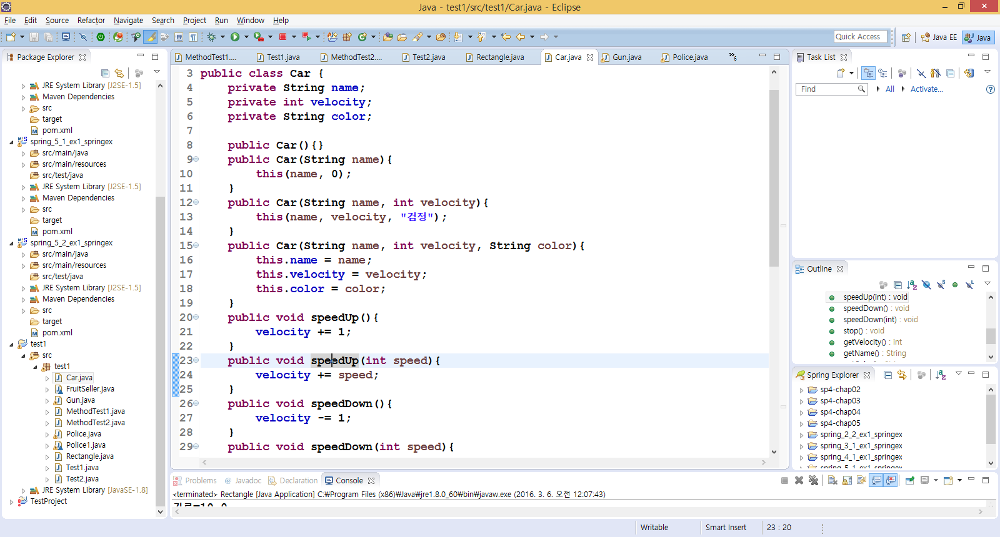 Java - test1/src/test1/Car.java - Eclipse
File Edit Source Refactor Navigate Search Project Run Window Help
Quick Access Java EE Java
Package Explorer
JRE System Library [J2SE-1.5]
Maven Dependencies
src
target
pom.xml
spring_5_1_ex1_springex
src/main/java
src/main/resources
src/test/java
JRE System Library [J2SE-1.5]
Maven Dependencies
src
target
pom.xml
spring_5_2_ex1_springex
src/main/java
src/main/resources
src/test/java
JRE System Library [J2SE-1.5]
Maven Dependencies
src
target
pom.xml
test1
src
test1
Car.java
FruitSeller.java
Gun.java
MethodTest1.java
MethodTest2.java
Police.java
Police1.java
Rectangle.java
Test1.java
Test2.java
JRE System Library [JavaSE-1.8]
TestProject
MethodTest1.... Test1.java MethodTest2.... Test2.java Rectangle.java Car.java Gun.java Police.java »6
3 public class Car {
4 private String name;
5 private int velocity;
6 private String color;
7
8 public Car(){}
9 public Car(String name){
10 this(name, 0);
11 }
12 public Car(String name, int velocity){
13 this(name, velocity, "검정");
14 }
15 public Car(String name, int velocity, String color){
16 this.name = name;
17 this.velocity = velocity;
18 this.color = color;
19 }
20 public void speedUp(){
21 velocity += 1;
22 }
23 public void speedUp(int speed){
24 velocity += speed;
25 }
26 public void speedDown(){
27 velocity -= 1;
28 }
29 public void speedDown(int speed){
Problems @ Javadoc Declaration Console
<terminated> Rectangle [Java Application] C:₩Program Files (x86)₩Java₩jre1.8.0_60₩bin₩javaw.exe (2016. 3. 6. 오전 12:07:43)
Task List
Find All Activate...
Outline
speedUp(int) : void
speedDown() : void
speedDown(int) : void
stop() : void
getVelocity() : int
getName() : String
Spring Explorer
sp4-chap02
sp4-chap03
sp4-chap04
sp4-chap05
spring_2_2_ex1_springex
spring_3_1_ex1_springex
spring_4_1_ex1_springex
spring_5_1_ex1_springex
Writable Smart Insert 23 : 20